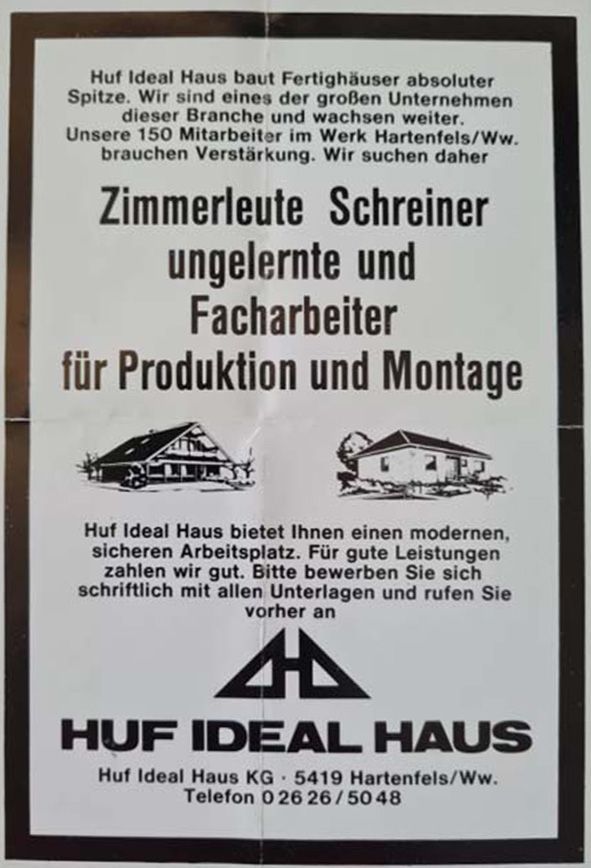 Huf Ideal Haus baut Fertighäuser absoluter
Spitze. Wir sind eines der großen Unternehmen
dieser Branche und wachsen weiter.
Unsere 150 Mitarbeiter im Werk Hartenfels/Ww.
brauchen Verstärkung. Wir suchen daher
Zimmerleute Schreiner
ungelernte und
Facharbeiter
für Produktion und Montage
Huf Ideal Haus bietet Ihnen einen modernen,
sicheren Arbeitsplatz. Für gute Leistungen
zahlen wir gut. Bitte bewerben Sie sich
schriftlich mit allen Unterlagen und rufen Sie
vorher an
HUF IDEAL HAUS
Huf Ideal Haus KG · 5419 Hartenfels/Ww.
Telefon 0 26 26 / 50 48